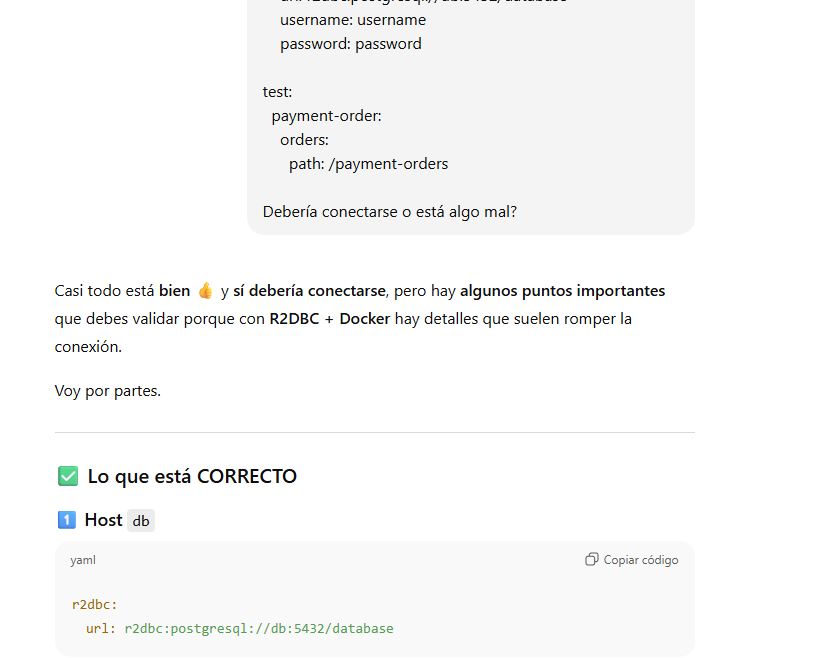 username: username
password: password
test:
payment-order:
orders:
path: /payment-orders
Debería conectarse o está algo mal?
Casi todo está bien 👍 y sí debería conectarse, pero hay algunos puntos importantes
que debes validar porque con R2DBC + Docker hay detalles que suelen romper la
conexión.
Voy por partes.
✅ Lo que está CORRECTO
1️⃣ Host db
yaml
Copiar código
r2dbc:
url: r2dbc:postgresql://db:5432/database